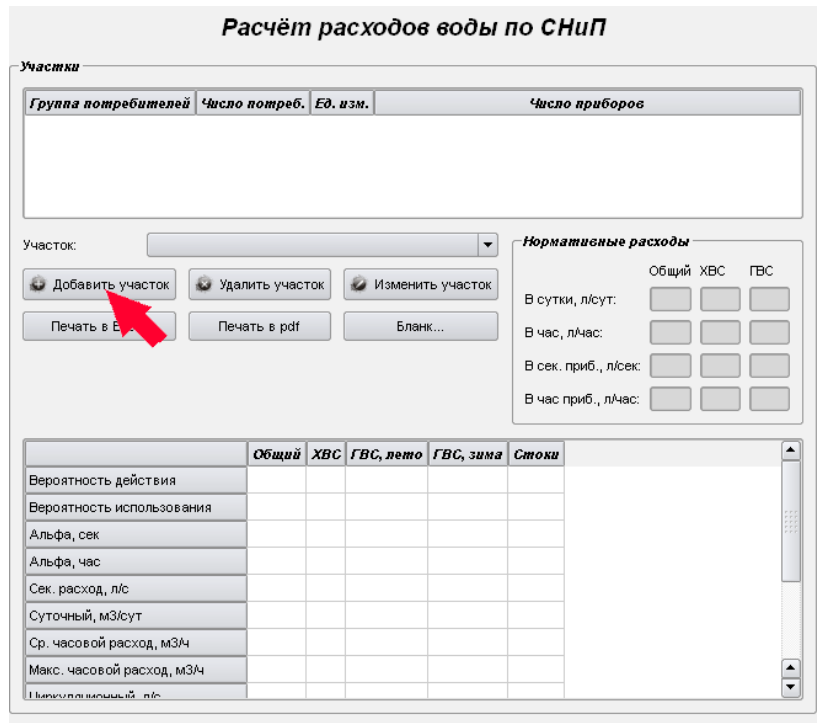 Расчёт расходов воды по СНиП
Участки
Группа потребителей Число потреб. Ед. изм. Число приборов
Участок:
Добавить участок Удалить участок Изменить участок
Печать в Печать в pdf Бланк...
Нормативные расходы
Общий ХВС ГВС
В сутки, л/сут:
В час, л/час:
В сек. приб., л/сек:
В час приб., л/час:
Общий ХВС ГВС, лето ГВС, зима Стоки
Вероятность действия
Вероятность использования
Альфа, сек
Альфа, час
Сек. расход, л/с
Суточный, м3/сут
Ср. часовой расход, м3/ч
Макс. часовой расход, м3/ч
Циркуляционный, л/с